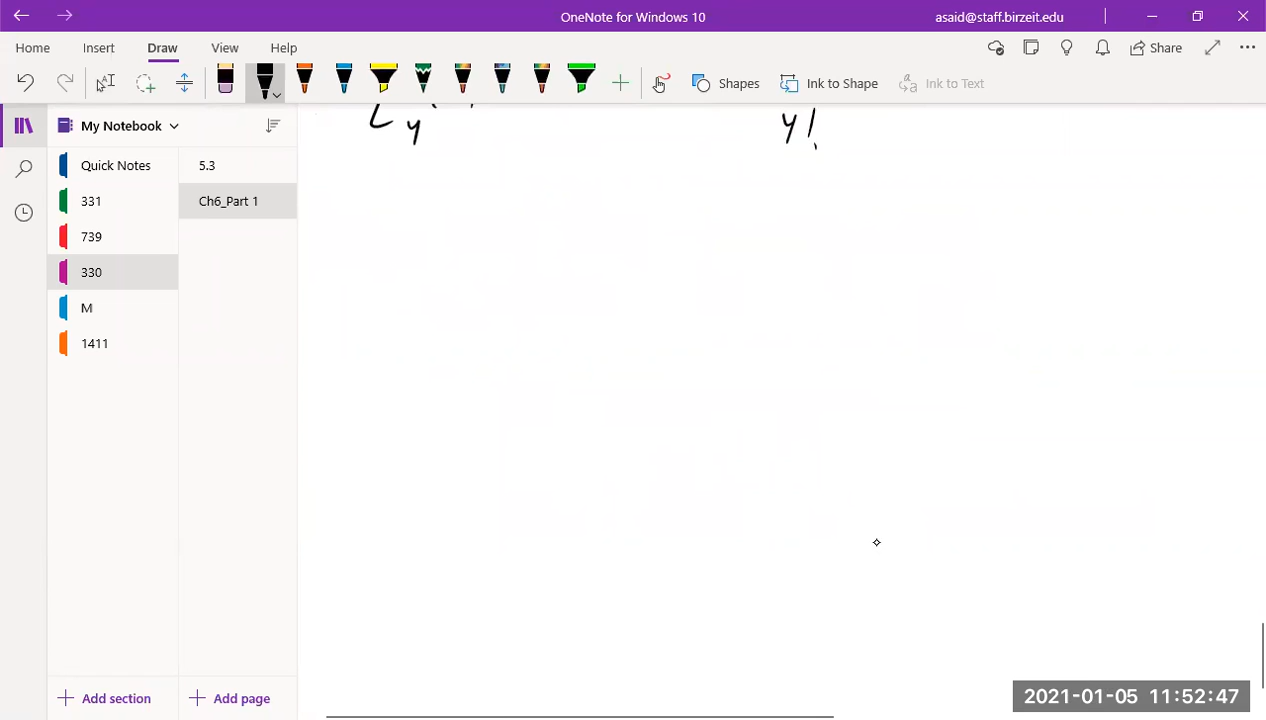 OneNote for Windows 10
asaid@staff.birzeit.edu
Home Insert Draw View Help
Share
Shapes
Ink to Shape
Ink to Text
My Notebook
Quick Notes
331
739
330
M
1411
5.3
Ch6_Part 1
y
y!
Add section
Add page
2021-01-05 11:52:47